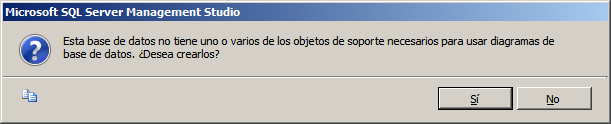 Microsoft SQL Server Management Studio
Esta base de datos no tiene uno o varios de los objetos de soporte necesarios para usar diagramas de
base de datos. ¿Desea crearlos?
Sí
No